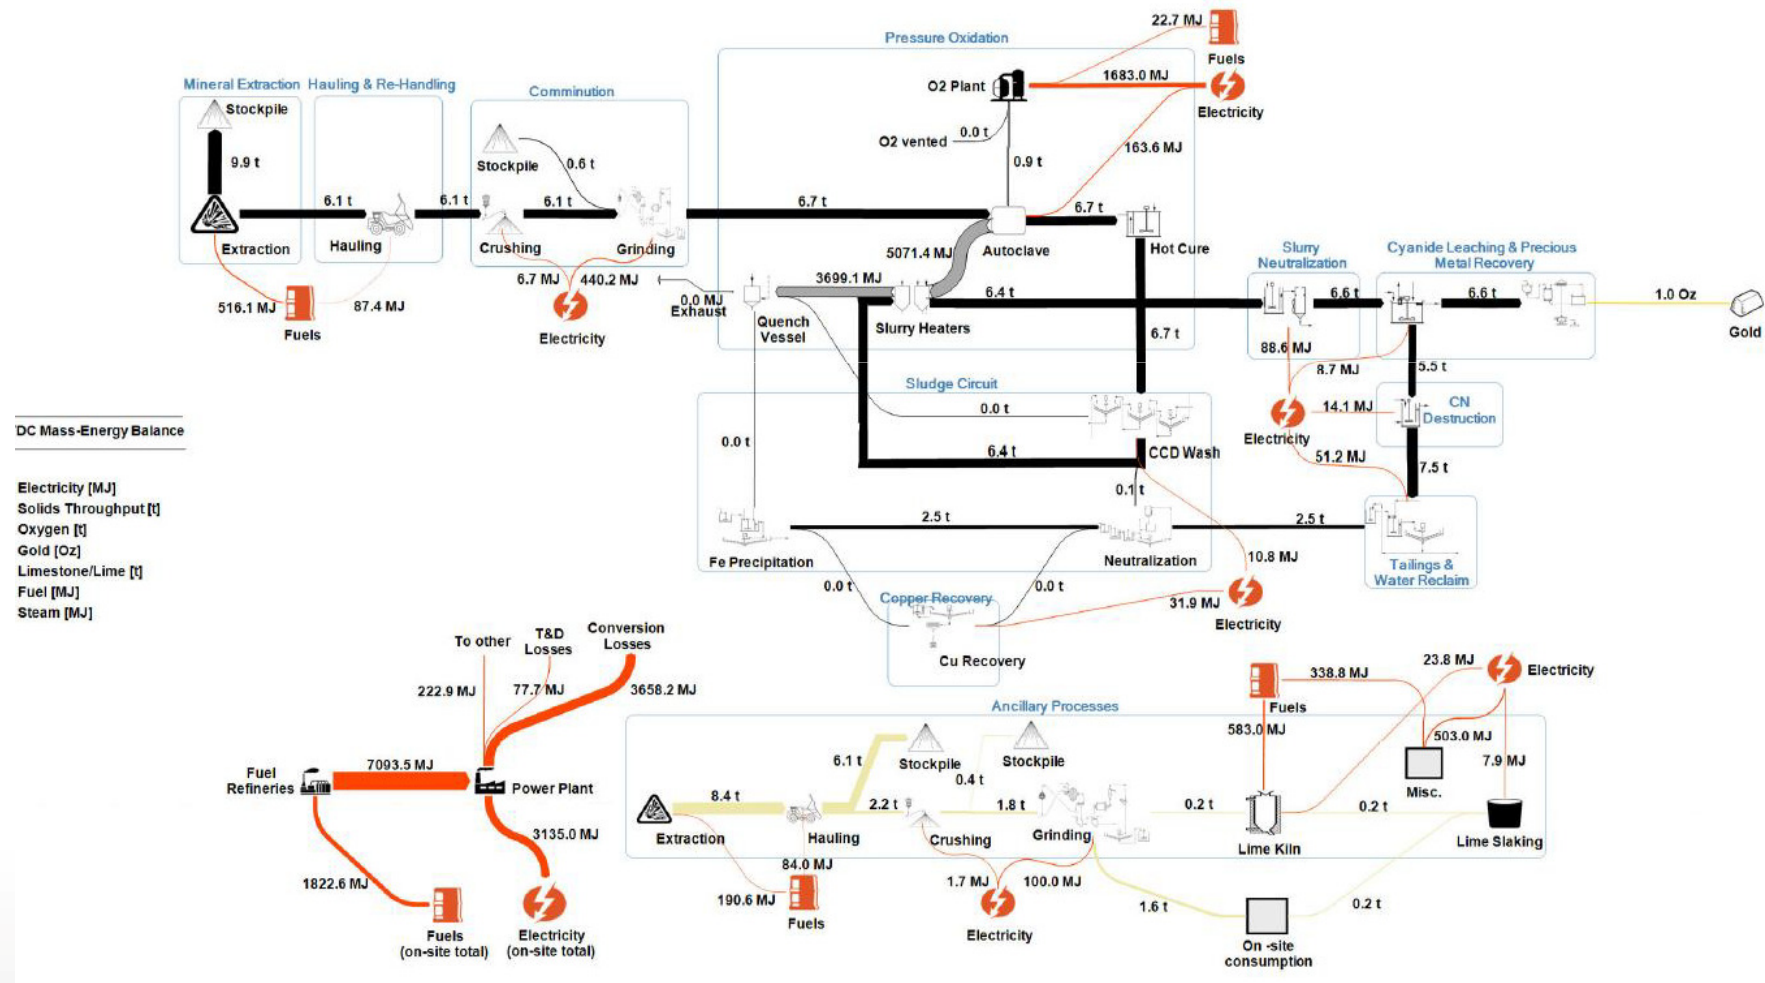 Pressure Oxidation
22.7 MJ
Fuels
1683.0 MJ
Electricity
O2 Plant
O2 vented
0.0 t
0.9 t
163.6 MJ
Mineral Extraction
Hauling & Re-Handling
Comminution
Stockpile
9.9 t
Stockpile
0.6 t
6.1 t
6.1 t
6.1 t
6.7 t
6.7 t
Extraction
Hauling
Crushing
Grinding
Autoclave
Hot Cure
516.1 MJ
87.4 MJ
Fuels
6.7 MJ
440.2 MJ
Electricity
0.0 MJ
Exhaust
3699.1 MJ
5071.4 MJ
Quench
Vessel
Slurry Heaters
6.4 t
6.7 t
Slurry
Neutralization
Cyanide Leaching & Precious
Metal Recovery
6.6 t
6.6 t
1.0 Oz
Gold
88.6 MJ
8.7 MJ
5.5 t
14.1 MJ
Electricity
CN
Destruction
51.2 MJ
7.5 t
Sludge Circuit
0.0 t
0.0 t
6.4 t
CCD Wash
0.1 t
2.5 t
2.5 t
Fe Precipitation
Neutralization
Tailings &
Water Reclaim
10.8 MJ
0.0 t
0.0 t
31.9 MJ
Electricity
Copper Recovery
Cu Recovery
DC Mass-Energy Balance
Electricity [MJ]
Solids Throughput [t]
Oxygen [t]
Gold [Oz]
Limestone/Lime [t]
Fuel [MJ]
Steam [MJ]
To other
T&D
Losses
Conversion
Losses
222.9 MJ
77.7 MJ
3658.2 MJ
Fuel
Refineries
7093.5 MJ
Power Plant
3135.0 MJ
1822.6 MJ
Fuels
(on-site total)
Electricity
(on-site total)
Ancillary Processes
Fuels
338.8 MJ
23.8 MJ
Electricity
583.0 MJ
503.0 MJ
7.9 MJ
Misc.
Stockpile
Stockpile
6.1 t
0.4 t
8.4 t
2.2 t
1.8 t
0.2 t
0.2 t
Extraction
Hauling
Crushing
Grinding
Lime Kiln
Lime Slaking
84.0 MJ
190.6 MJ
Fuels
1.7 MJ
100.0 MJ
Electricity
1.6 t
0.2 t
On -site
consumption